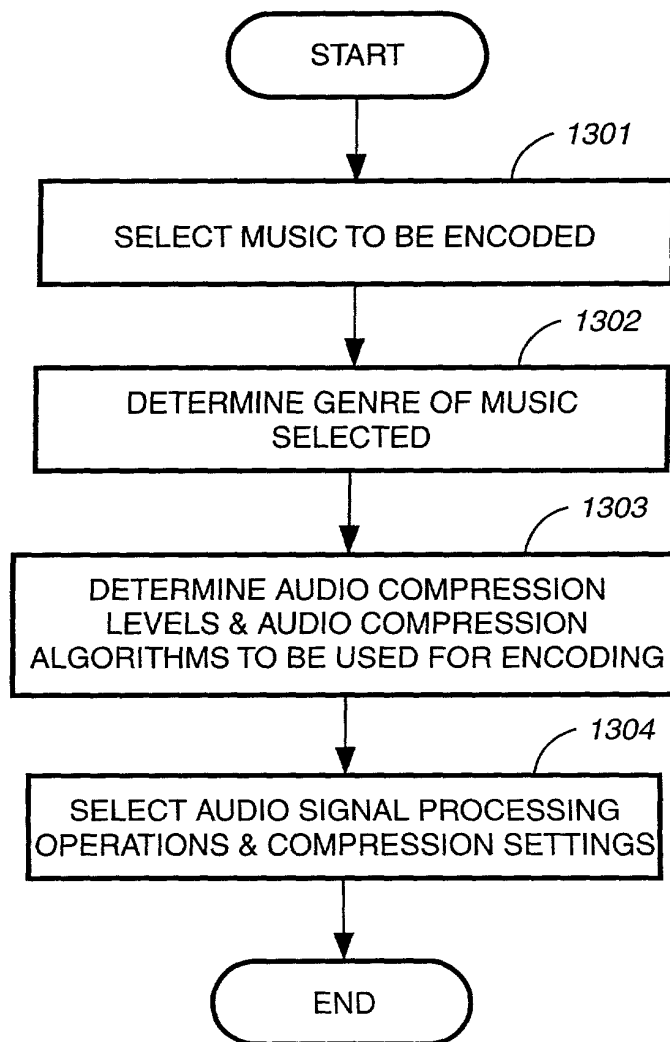 START
1301
SELECT MUSIC TO BE ENCODED
1302
DETERMINE GENRE OF MUSIC
SELECTED
1303
DETERMINE AUDIO COMPRESSION
LEVELS & AUDIO COMPRESSION
ALGORITHMS TO BE USED FOR ENCODING
1304
SELECT AUDIO SIGNAL PROCESSING
OPERATIONS & COMPRESSION SETTINGS
END